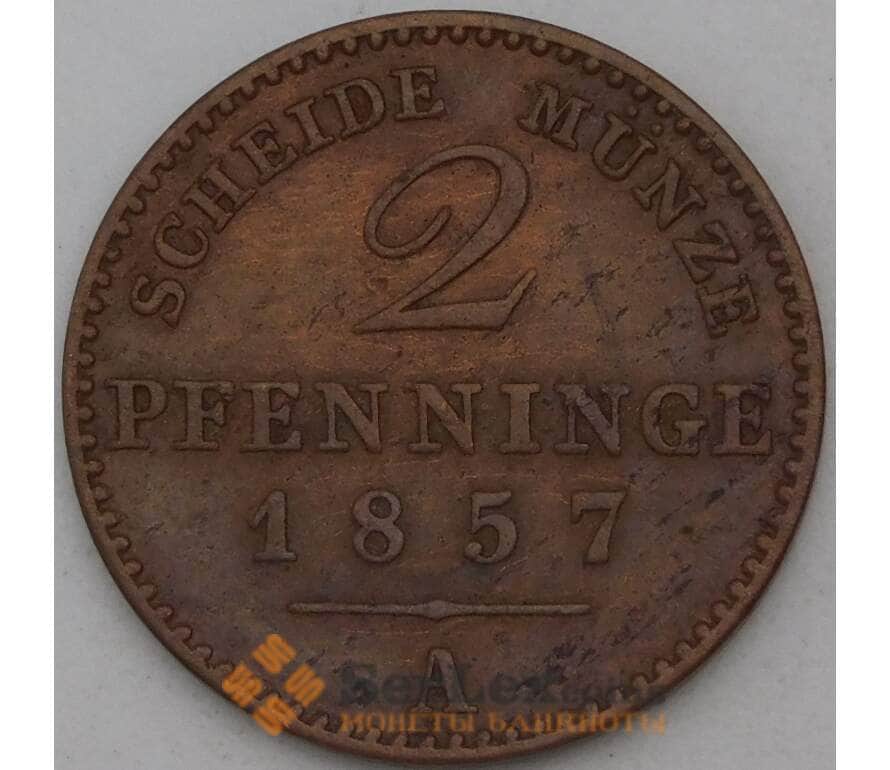 SCHEIDE MÜNZE
2
PFENNINGE
1857
A
МОНЕТЫ БАНКНОТЫ